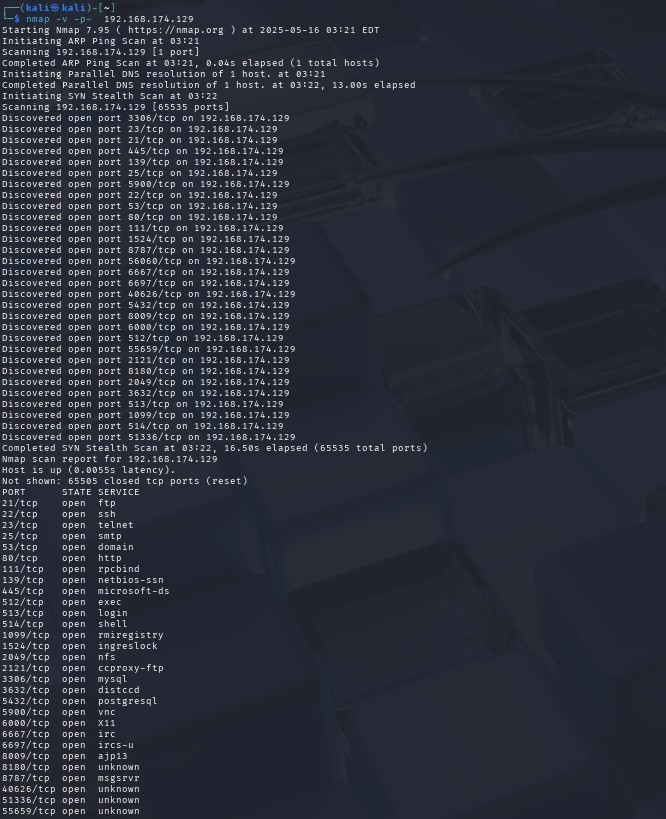 ┌──(kali㉿kali)-[~]
└─$ nmap -v -p- 192.168.174.129
Starting Nmap 7.95 ( https://nmap.org ) at 2025-05-16 03:21 EDT
Initiating ARP Ping Scan at 03:21
Scanning 192.168.174.129 [1 port]
Completed ARP Ping Scan at 03:21, 0.04s elapsed (1 total hosts)
Initiating Parallel DNS resolution of 1 host. at 03:21
Completed Parallel DNS resolution of 1 host. at 03:22, 13.00s elapsed
Initiating SYN Stealth Scan at 03:22
Scanning 192.168.174.129 [65535 ports]
Discovered open port 3306/tcp on 192.168.174.129
Discovered open port 23/tcp on 192.168.174.129
Discovered open port 21/tcp on 192.168.174.129
Discovered open port 445/tcp on 192.168.174.129
Discovered open port 139/tcp on 192.168.174.129
Discovered open port 25/tcp on 192.168.174.129
Discovered open port 5900/tcp on 192.168.174.129
Discovered open port 22/tcp on 192.168.174.129
Discovered open port 53/tcp on 192.168.174.129
Discovered open port 80/tcp on 192.168.174.129
Discovered open port 111/tcp on 192.168.174.129
Discovered open port 1524/tcp on 192.168.174.129
Discovered open port 8787/tcp on 192.168.174.129
Discovered open port 56060/tcp on 192.168.174.129
Discovered open port 6667/tcp on 192.168.174.129
Discovered open port 6697/tcp on 192.168.174.129
Discovered open port 40626/tcp on 192.168.174.129
Discovered open port 5432/tcp on 192.168.174.129
Discovered open port 8009/tcp on 192.168.174.129
Discovered open port 6000/tcp on 192.168.174.129
Discovered open port 512/tcp on 192.168.174.129
Discovered open port 55659/tcp on 192.168.174.129
Discovered open port 2121/tcp on 192.168.174.129
Discovered open port 8180/tcp on 192.168.174.129
Discovered open port 2049/tcp on 192.168.174.129
Discovered open port 3632/tcp on 192.168.174.129
Discovered open port 513/tcp on 192.168.174.129
Discovered open port 1099/tcp on 192.168.174.129
Discovered open port 514/tcp on 192.168.174.129
Discovered open port 51336/tcp on 192.168.174.129
Completed SYN Stealth Scan at 03:22, 16.50s elapsed (65535 total ports)
Nmap scan report for 192.168.174.129
Host is up (0.0055s latency).
Not shown: 65505 closed tcp ports (reset)
PORT      STATE SERVICE
21/tcp    open  ftp
22/tcp    open  ssh
23/tcp    open  telnet
25/tcp    open  smtp
53/tcp    open  domain
80/tcp    open  http
111/tcp   open  rpcbind
139/tcp   open  netbios-ssn
445/tcp   open  microsoft-ds
512/tcp   open  exec
513/tcp   open  login
514/tcp   open  shell
1099/tcp  open  rmiregistry
1524/tcp  open  ingreslock
2049/tcp  open  nfs
2121/tcp  open  ccproxy-ftp
3306/tcp  open  mysql
3632/tcp  open  distccd
5432/tcp  open  postgresql
5900/tcp  open  vnc
6000/tcp  open  X11
6667/tcp  open  irc
6697/tcp  open  ircs-u
8009/tcp  open  ajp13
8180/tcp  open  unknown
8787/tcp  open  msgsrvr
40626/tcp open  unknown
51336/tcp open  unknown
55659/tcp open  unknown